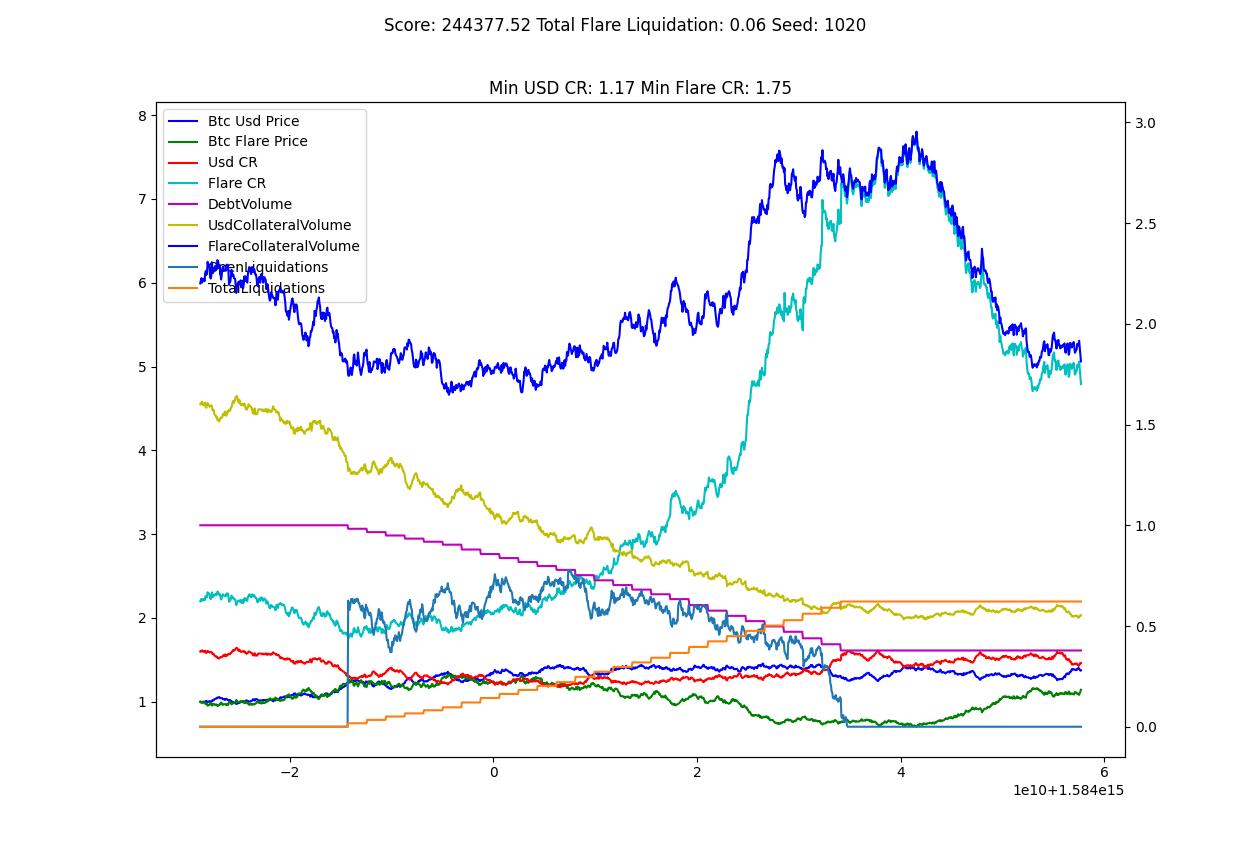 Score: 244377.52 Total Flare Liquidation: 0.06 Seed: 1020
Min USD CR: 1.17 Min Flare CR: 1.75
Btc Usd Price
Btc Flare Price
Usd CR
Flare CR
DebtVolume
UsdCollateralVolume
FlareCollateralVolume
OpenLiquidations
TotalLiquidations
8
7
6
5
4
3
2
1
3.0
2.5
2.0
1.5
1.0
0.5
0.0
−2
0
2
4
6
1e10+1.584e15